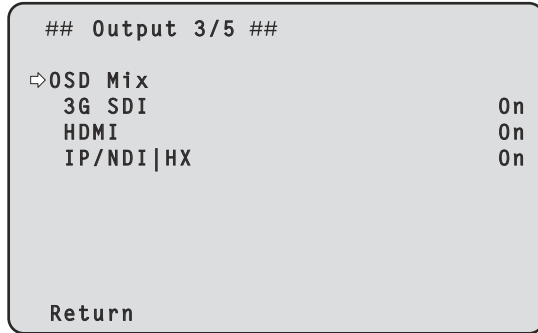 ## Output 3/5 ##
⇨OSD Mix
3G SDI On
HDMI On
IP/NDI|HX On
Return